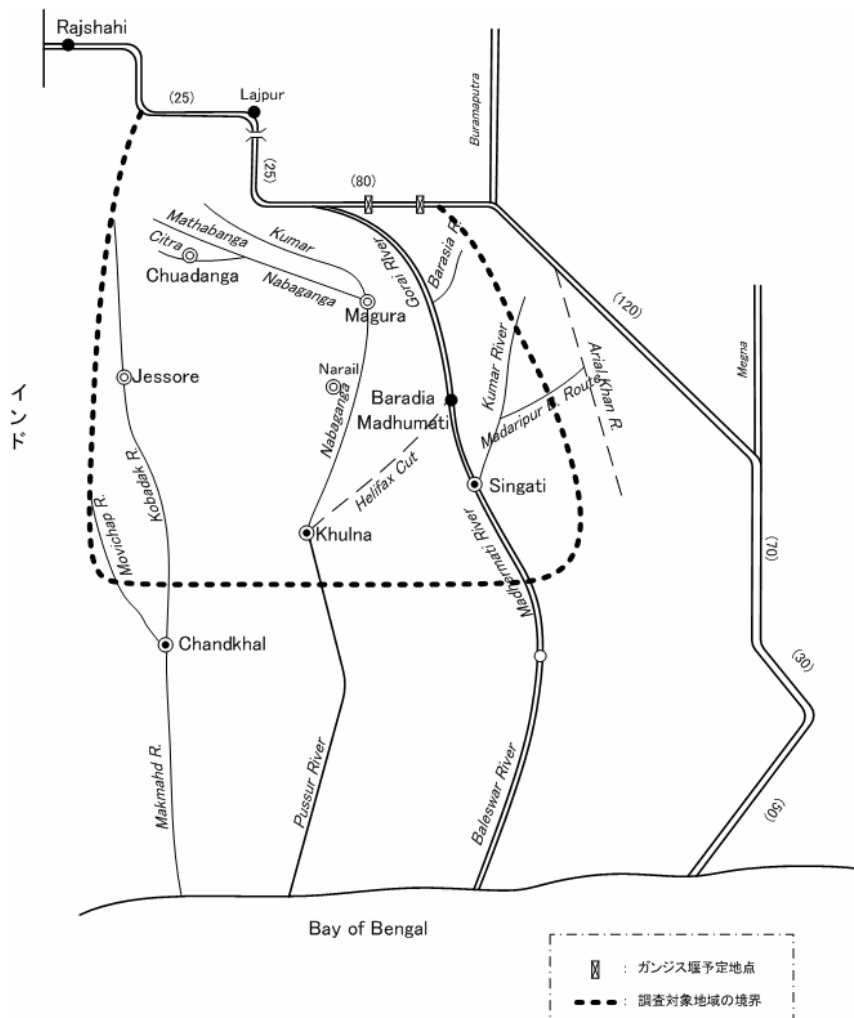 Rajshahi
(25)
Lajpur
Buramaputra
(25)
(80)
Mathabanga
Kumar
Citra
Chuadanga
Nabaganga
Magura
Gorai River
Barasia R.
(120)
Megna
インド
Jessore
Narail
Nabaganga
Baradia
Madhumati
Kumar River
Madaripur B. Route
Arial Khan R.
Kobadak R.
Helifax Cut
Singati
Movichap R.
Khulna
Madhermati River
(70)
Chandkhal
(30)
Makmahd R.
Pussur River
Baleswar River
(50)
Bay of Bengal
: ガンジス堰予定地点
: 調査対象地域の境界